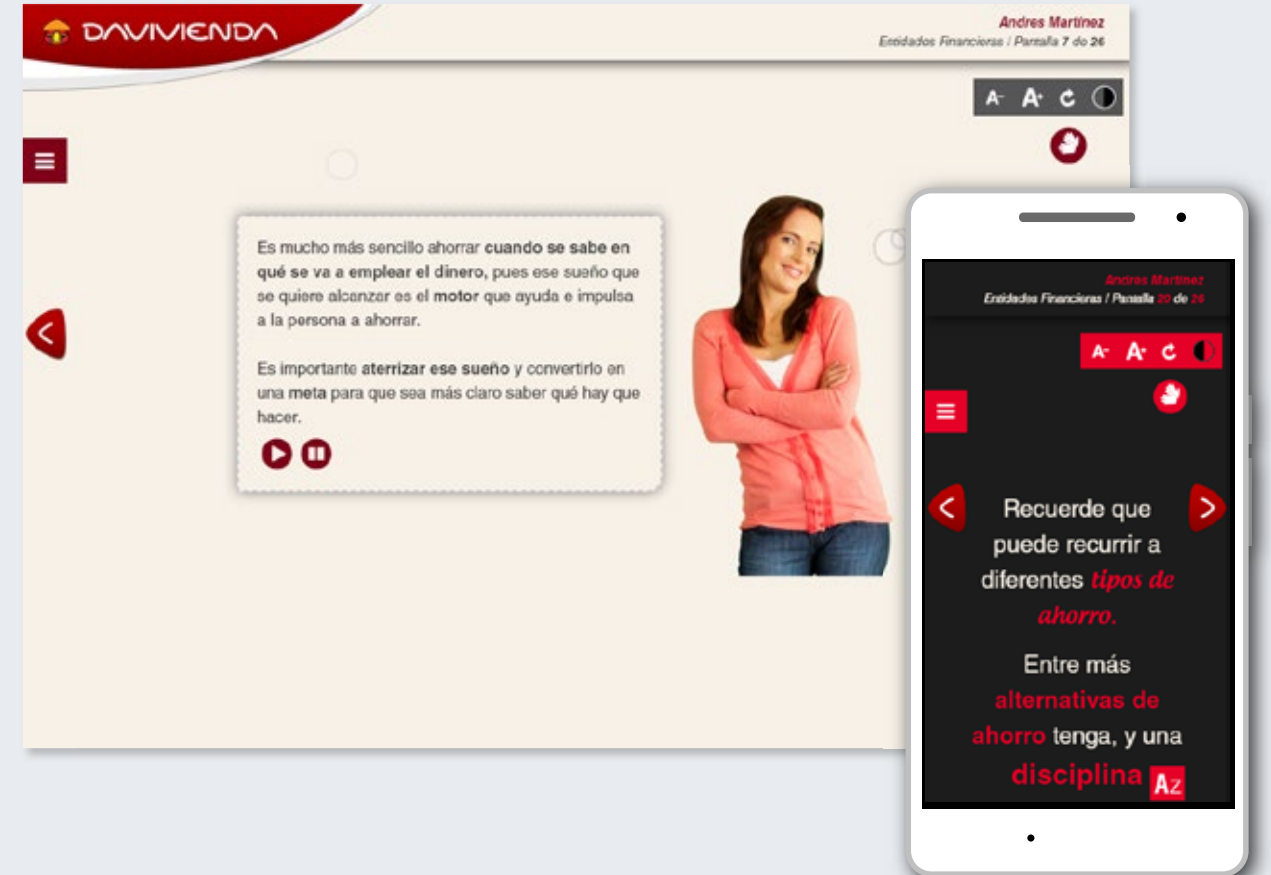 DAVIVIENDA
Andres Martínez
Entidades Financieras / Pantalla 7 de 26
A- A+
Es mucho más sencillo ahorrar cuando se sabe en
qué se va a emplear el dinero, pues ese sueño que
se quiere alcanzar es el motor que ayuda e impulsa
a la persona a ahorrar.
Es importante aterrizar ese sueño y convertirlo en
una meta para que sea más claro saber qué hay que
hacer.
Andres Martínez
Entidades Financieras / Pantalla 20 de 26
A- A+
Recuerde que
puede recurrir a
diferentes tipos de
ahorro.
Entre más
alternativas de
ahorro tenga, y una
disciplina AZ